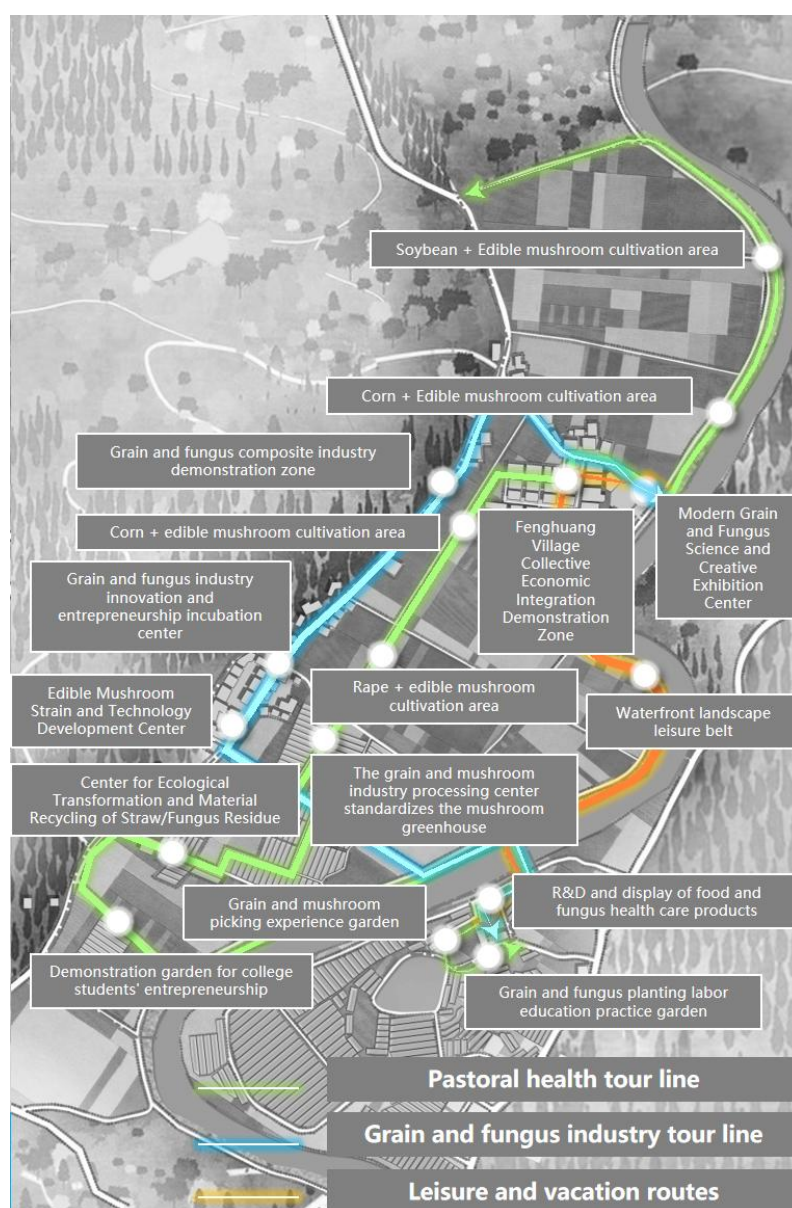 Soybean + Edible mushroom cultivation area
Corn + Edible mushroom cultivation area
Grain and fungus composite industry
demonstration zone
Corn + edible mushroom cultivation area
Fenghuang
Village
Collective
Economic
Integration
Demonstration
Zone
Modern Grain
and Fungus
Science and
Creative
Exhibition
Center
Grain and fungus industry
innovation and
entrepreneurship incubation
center
Edible Mushroom
Strain and Technology
Development Center
Rape + edible mushroom
cultivation area
Waterfront landscape
leisure belt
Center for Ecological
Transformation and Material
Recycling of Straw/Fungus Residue
The grain and mushroom
industry processing center
standardizes the mushroom
greenhouse
Grain and mushroom
picking experience garden
R&D and display of food and
fungus health care products
Demonstration garden for college
students' entrepreneurship
Grain and fungus planting labor
education practice garden
Pastoral health tour line
Grain and fungus industry tour line
Leisure and vacation routes